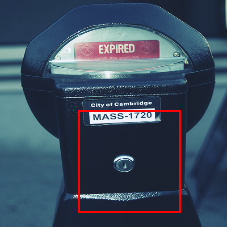 EXPIRED
City of Cambridge
MASS-1720